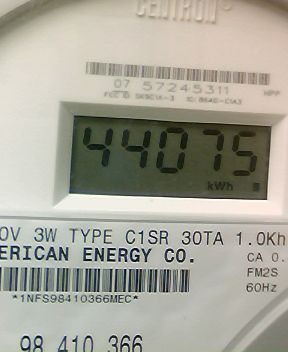 CENTRON®
07 57245311
44075
kWh
0V 3W TYPE C1SR 30TA 1.0Kh
ERICAN ENERGY CO.
CA 0.
FM2S
*1NFS98410366MEC*
60Hz
98 410 366